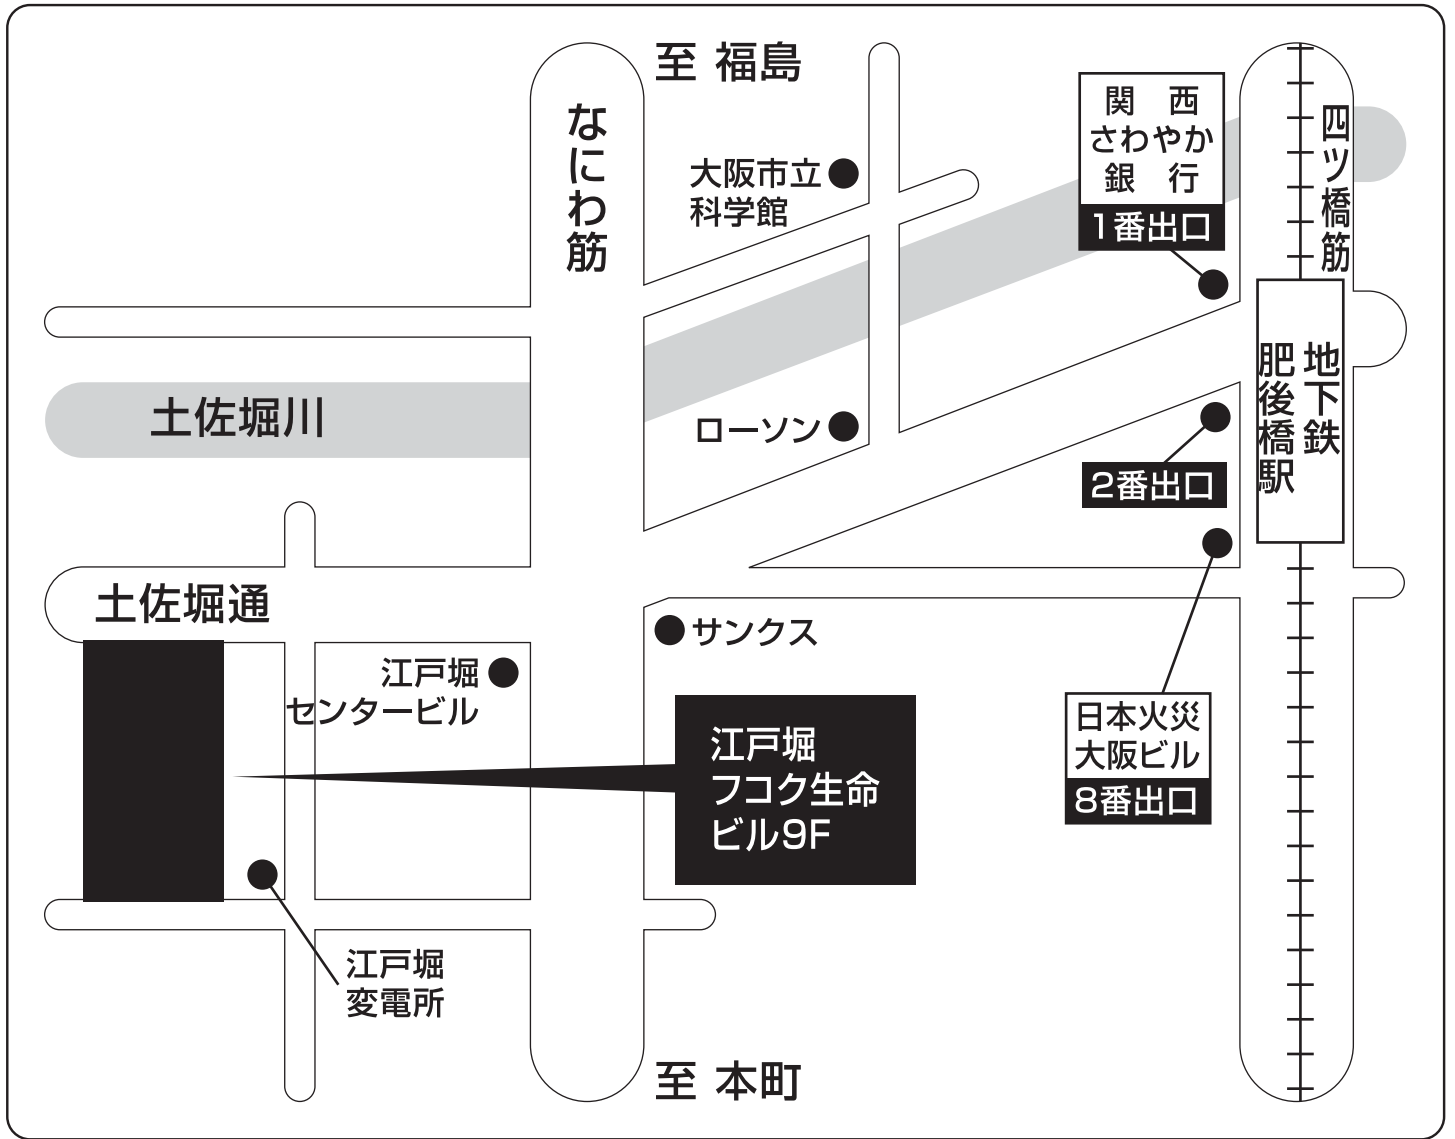 至 福島
なにわ筋
大阪市立
科学館
関 西
さわやか
銀 行
1番出口
四ツ橋筋
地下鉄
肥後橋駅
土佐堀川
ローソン
2番出口
土佐堀通
サンクス
江戸堀
センタービル
江戸堀
フコク生命
ビル9F
日本火災
大阪ビル
8番出口
江戸堀
変電所
至 本町